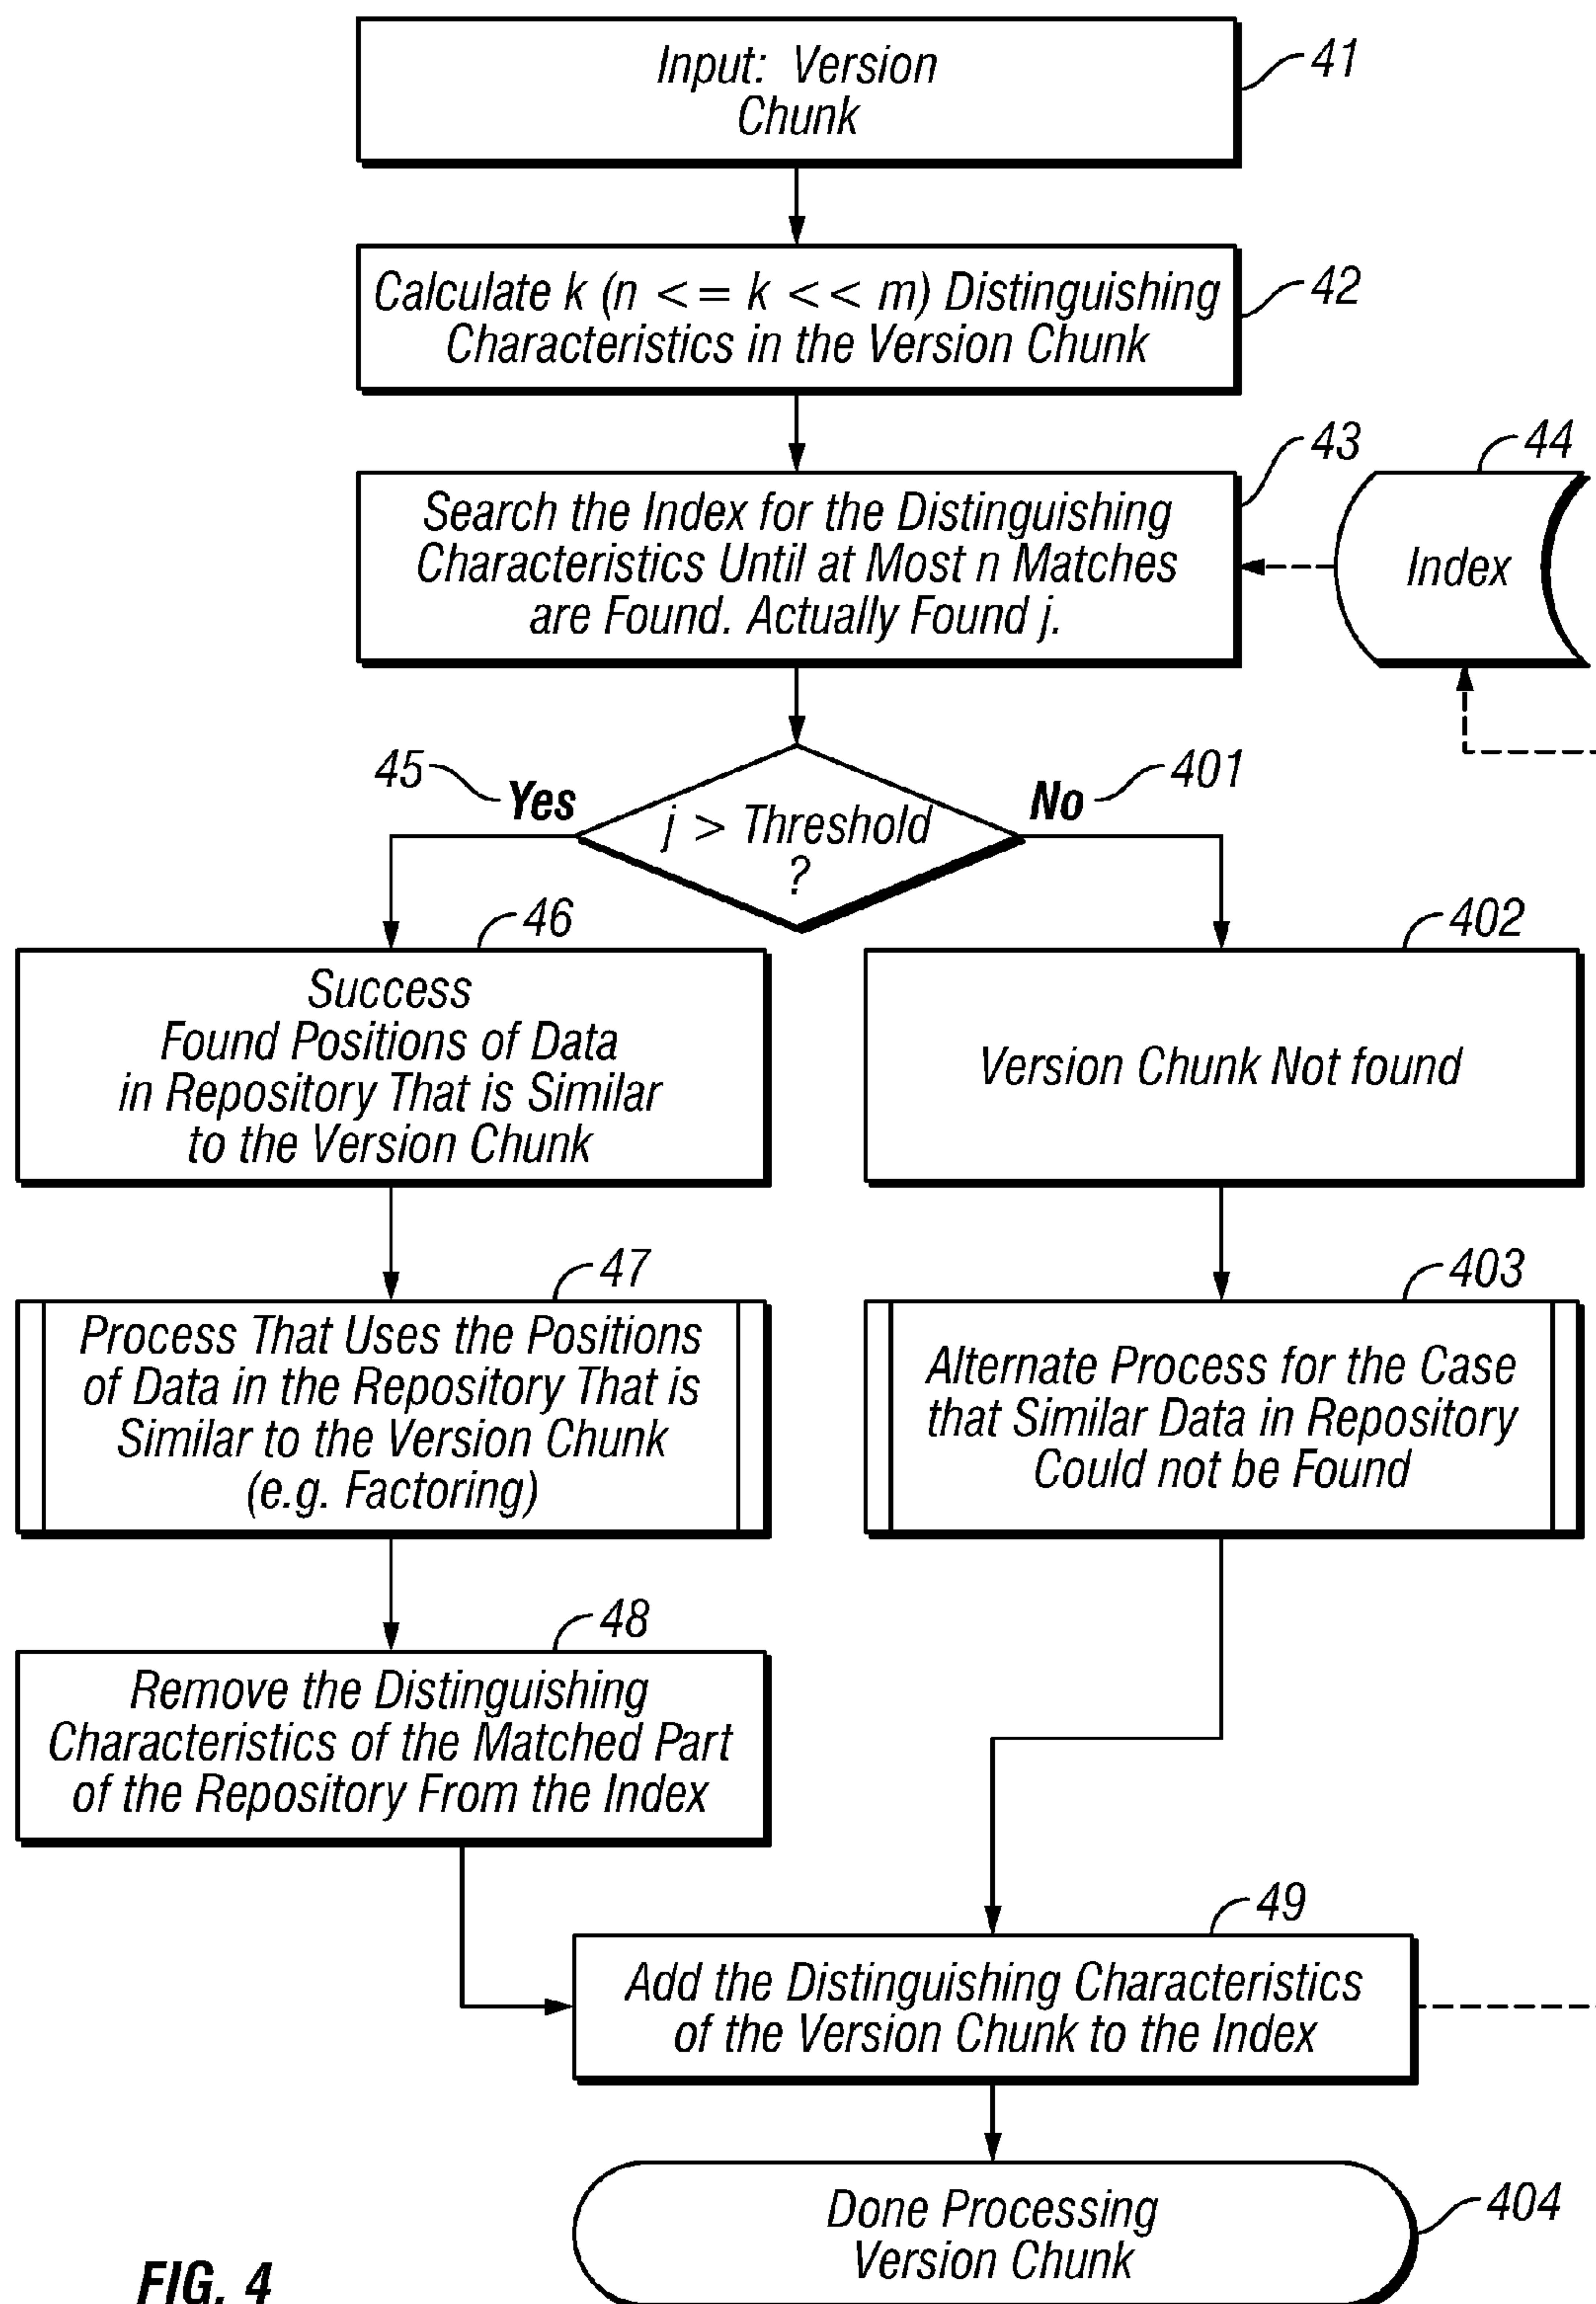 Input: Version
Chunk
41
Calculate k (n <= k << m) Distinguishing
Characteristics in the Version Chunk
42
Search the Index for the Distinguishing
Characteristics Until at Most n Matches
are Found. Actually Found j.
43
44
Index
45
Yes
j > Threshold
?
No
401
46
Success
Found Positions of Data
in Repository That is Similar
to the Version Chunk
402
Version Chunk Not found
47
Process That Uses the Positions
of Data in the Repository That is
Similar to the Version Chunk
(e.g. Factoring)
403
Alternate Process for the Case
that Similar Data in Repository
Could not be Found
48
Remove the Distinguishing
Characteristics of the Matched Part
of the Repository From the Index
49
Add the Distinguishing Characteristics
of the Version Chunk to the Index
Done Processing
Version Chunk
404
FIG. 4